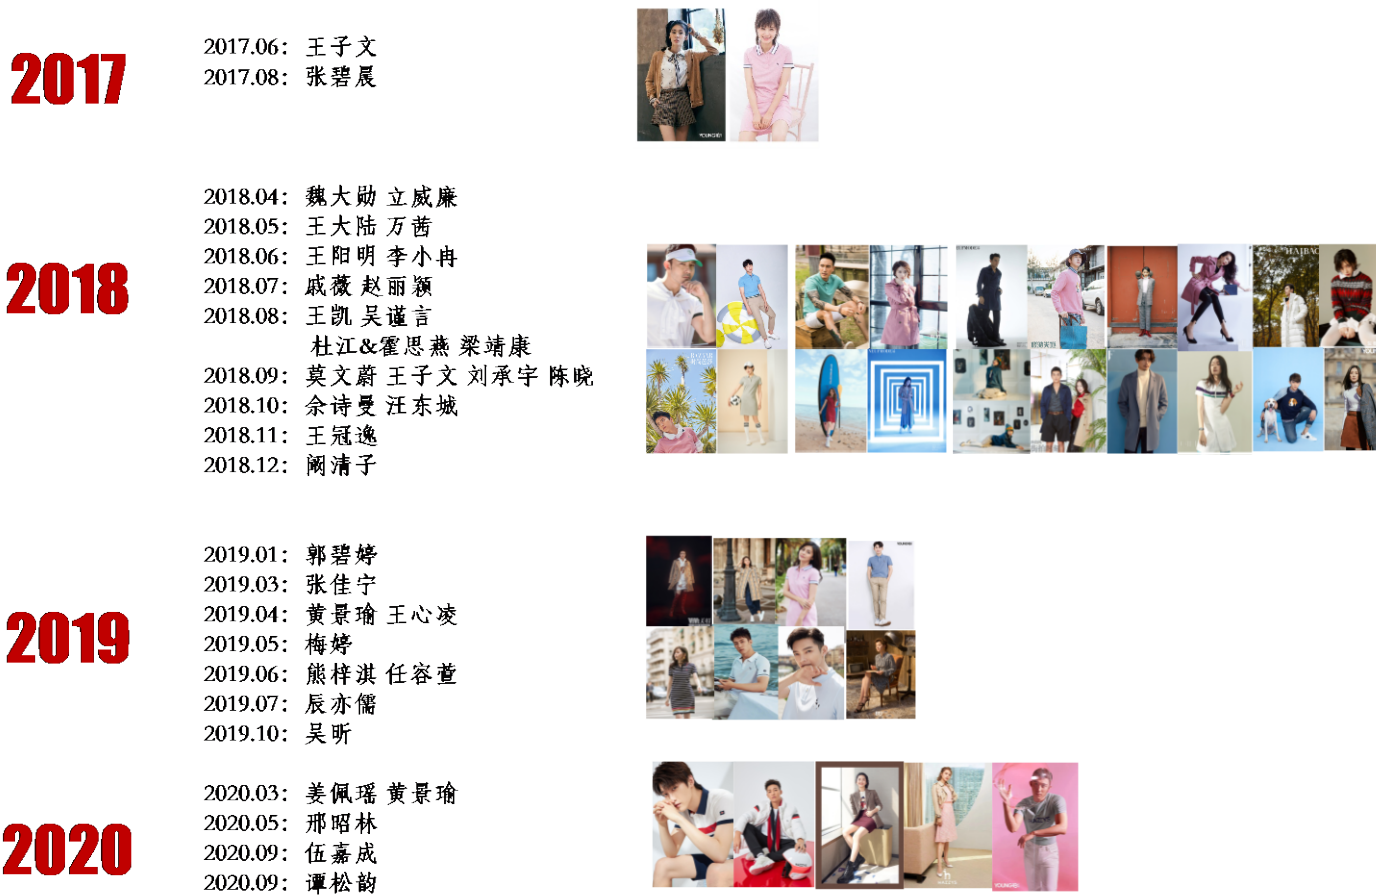 2017
2017.06: 王子文
2017.08: 张碧晨
YOUNGOR
2018
2018.04: 魏大勋 立威廉
2018.05: 王大陆 万茜
2018.06: 王阳明 李小冉
2018.07: 戚薇 赵丽颖
2018.08: 王凯 吴谨言
杜江&霍思燕 梁靖康
2018.09: 莫文蔚 王子文 刘承宇 陈晓
2018.10: 佘诗曼 汪东城
2018.11: 王冠逸
2018.12: 阚清子
HAIBAO
2019
2019.01: 郭碧婷
2019.03: 张佳宁
2019.04: 黄景瑜 王心凌
2019.05: 梅婷
2019.06: 熊梓淇 任容萱
2019.07: 辰亦儒
2019.10: 吴昕
2020
2020.03: 姜佩瑶 黄景瑜
2020.05: 邢昭林
2020.09: 伍嘉成
2020.09: 谭松韵